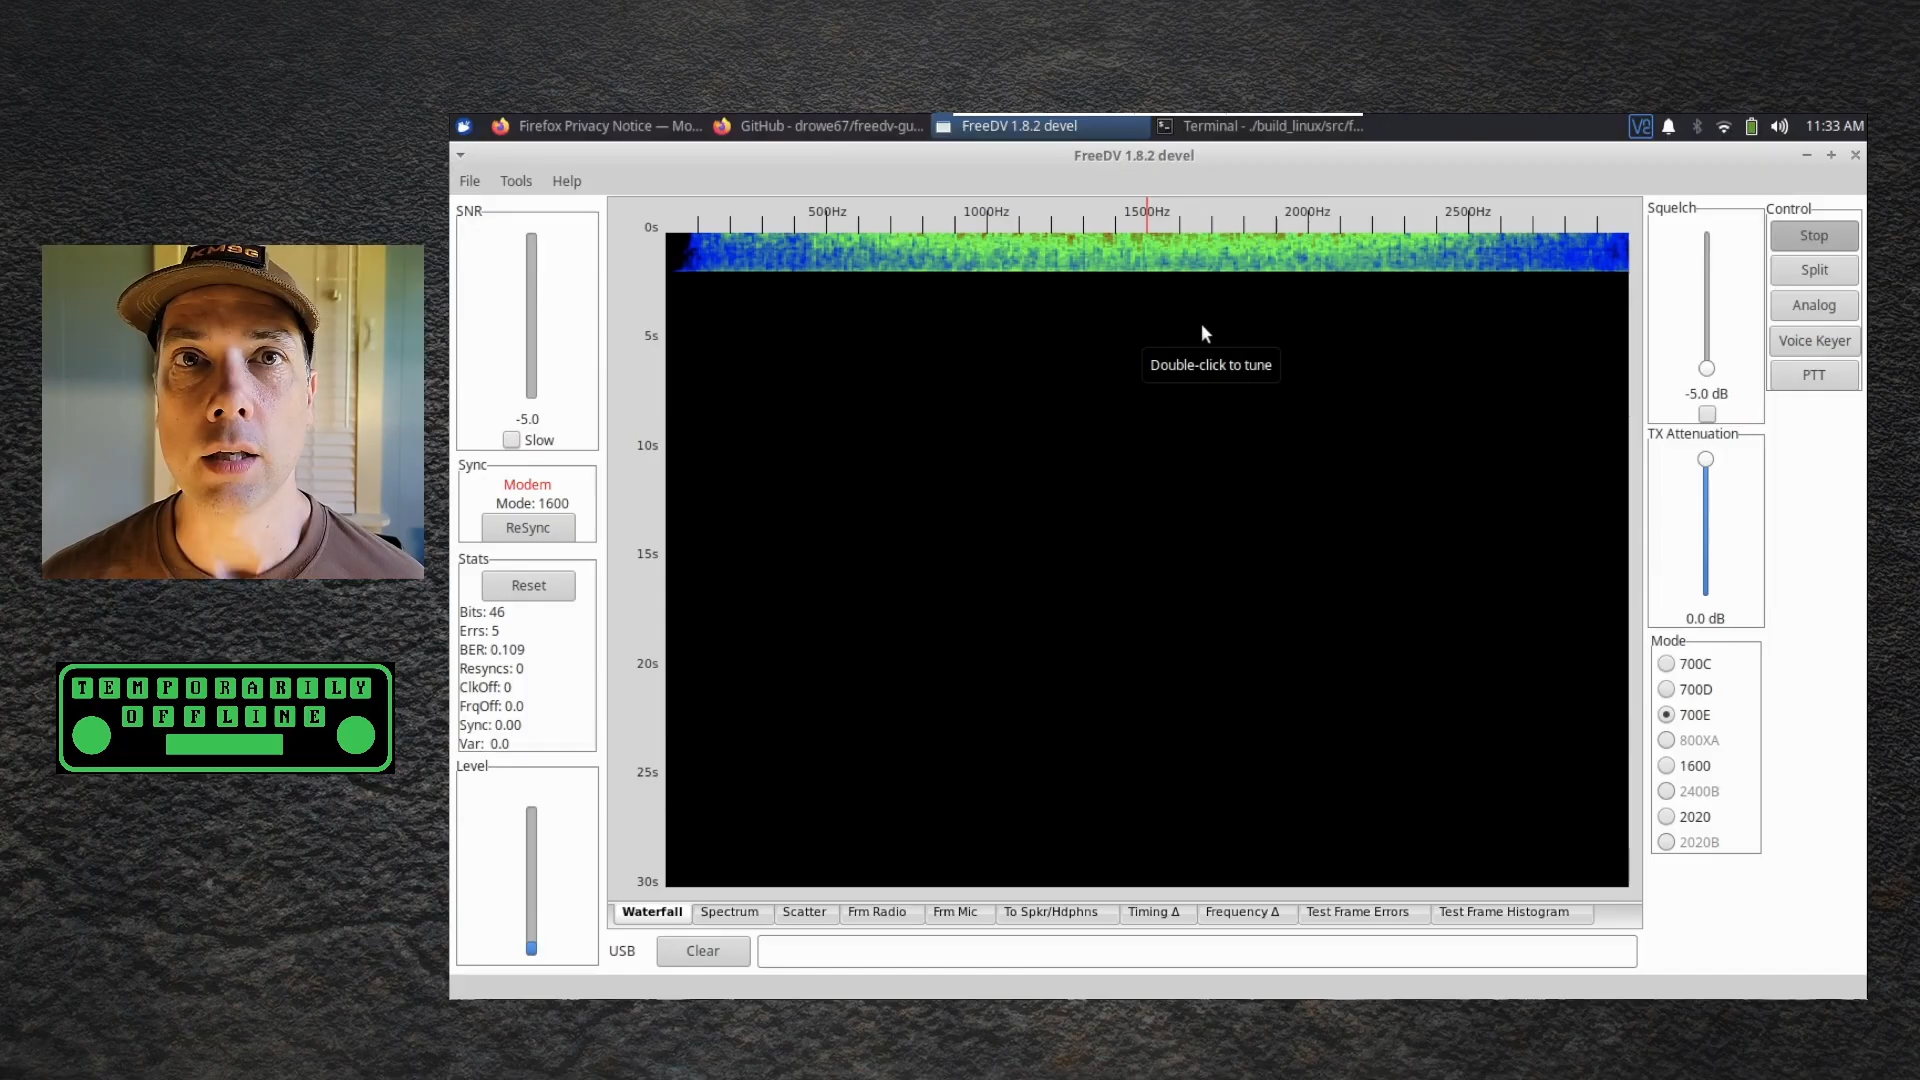 Firefox Privacy Notice — Mo...
GitHub - drowe67/freedv-gu...
FreeDV 1.8.2 devel
Terminal - ./build_linux/src/f...
11:33 AM
FreeDV 1.8.2 devel
File Tools Help
SNR
-5.0
Slow
Sync
Modem
Mode: 1600
ReSync
Stats
Reset
Bits: 46
Errs: 5
BER: 0.109
Resyncs: 0
ClkOff: 0
FrqOff: 0.0
Sync: 0.00
Var: 0.0
Level
500Hz 1000Hz 1500Hz 2000Hz 2500Hz
0s
5s
10s
15s
20s
25s
30s
Double-click to tune
Waterfall Spectrum Scatter Frm Radio Frm Mic To Spkr/Hdphns Timing Δ Frequency Δ Test Frame Errors Test Frame Histogram
USB Clear
Squelch
-5.0 dB
TX Attenuation
0.0 dB
Mode
700C
700D
700E
800XA
1600
2400B
2020
2020B
Control
Stop
Split
Analog
Voice Keyer
PTT
KM9G
TEMPORARILY
OFFLINE